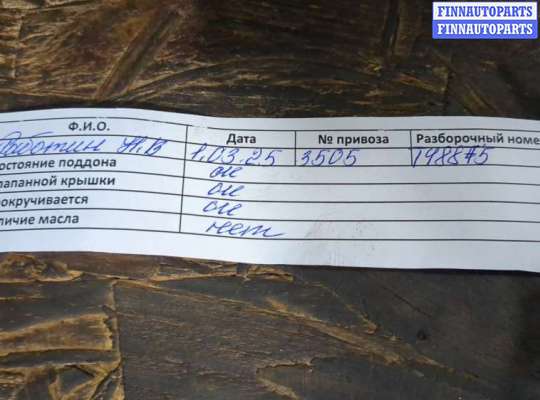 FINNAUTOPARTS
FINNAUTOPARTS
Ф.И.О. Дата № привоза Разборочный номе
А.В 1.03.25 3505 198845
остояние поддона ок
лапанной крышки ок
окручивается ок
личие масла нет